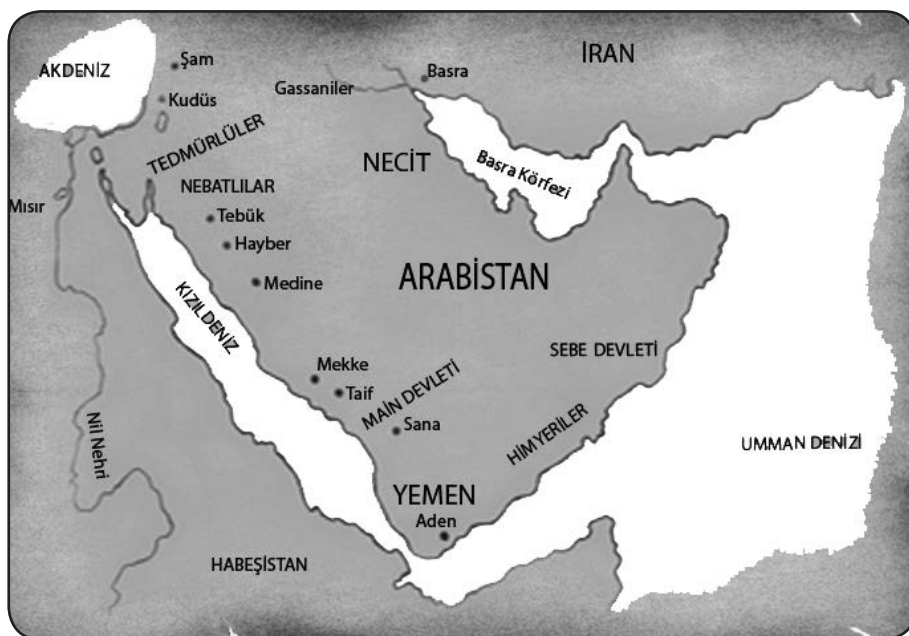 İRAN
Şam
AKDENİZ
Basra
Gassaniler
Kudüs
TEDMÜRLÜLER
NECİT
Basra Körfezi
NEBATLILAR
Mısır
Tebük
Hayber
Medine
ARABİSTAN
KIZILDENİZ
SEBE DEVLETİ
Mekke
Taif
MAİN DEVLETİ
Sana
HİMYERİLER
Nil Nehri
UMMAN DENİZİ
YEMEN
Aden
HABEŞİSTAN